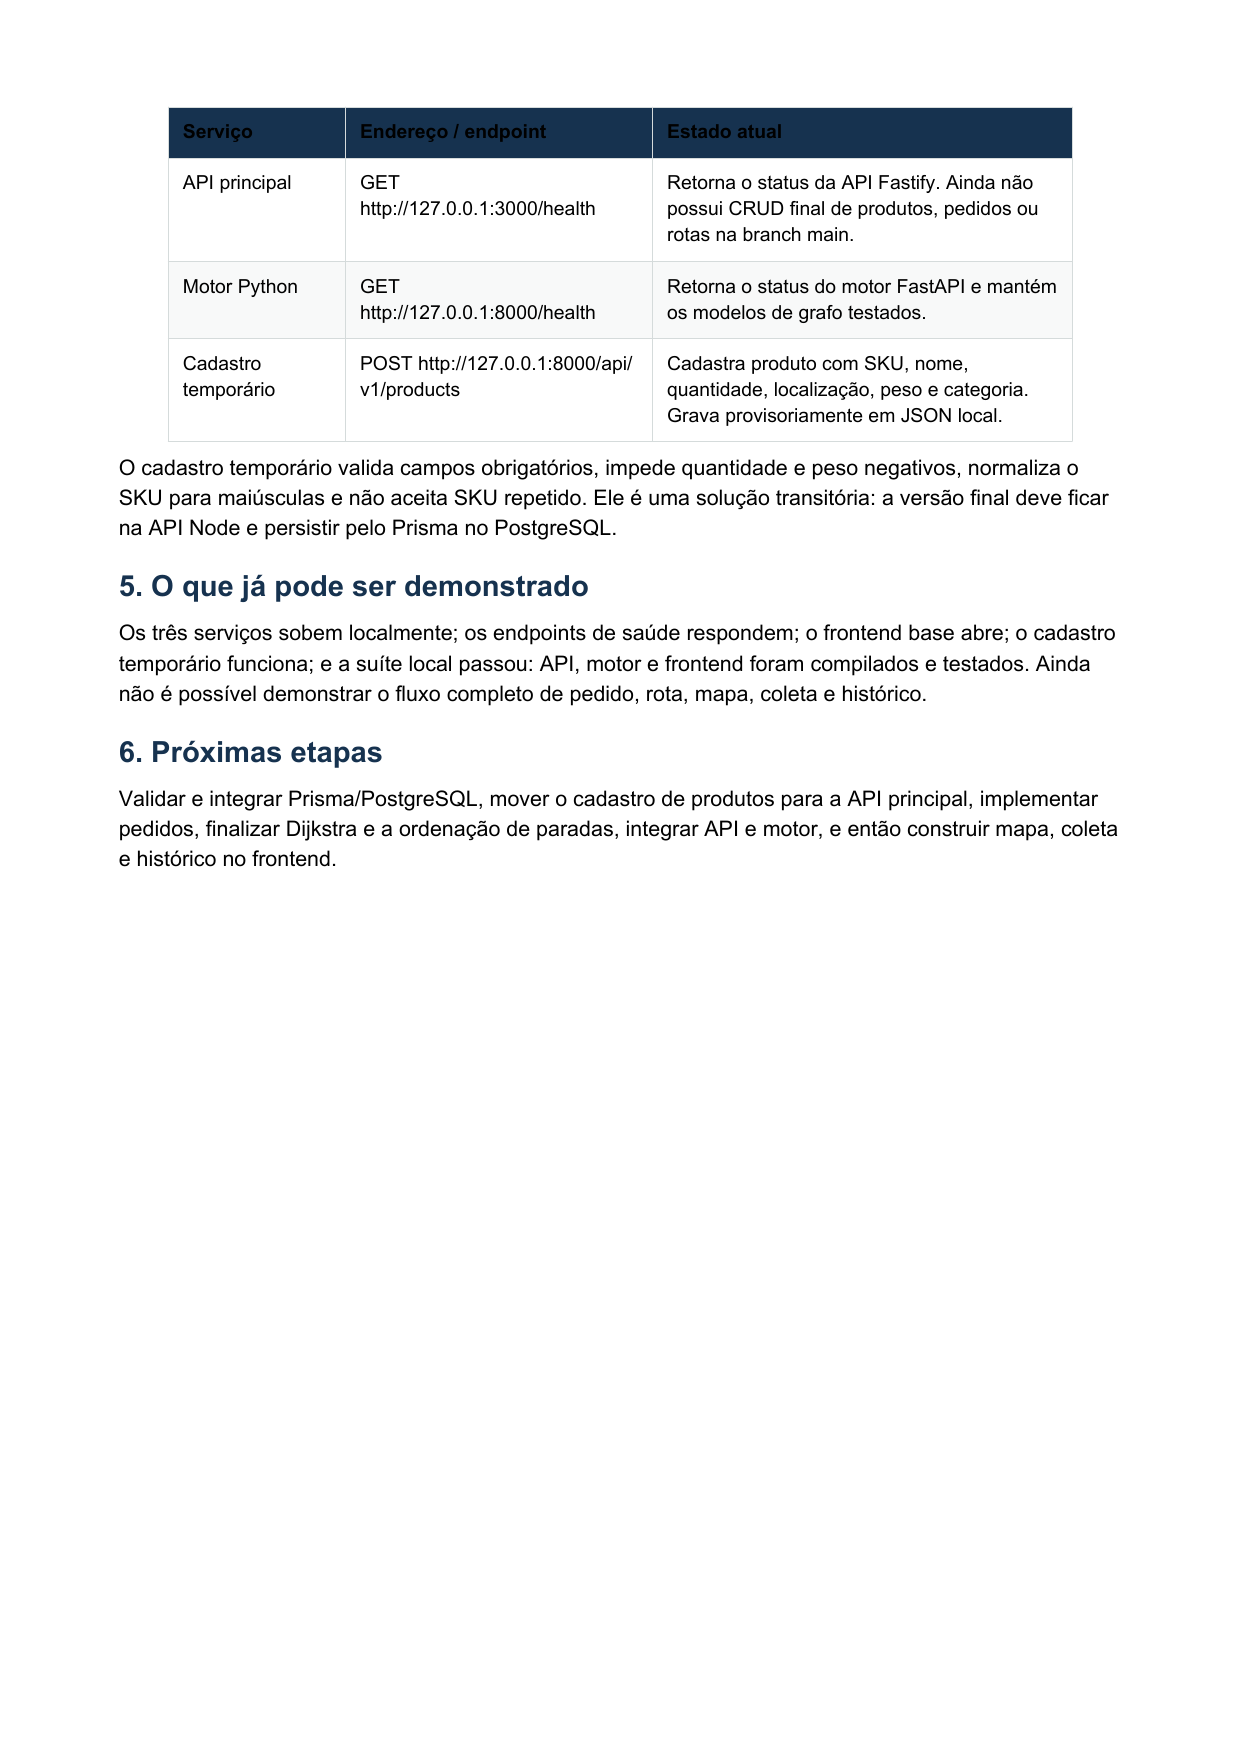 Serviço
Endereço / endpoint
Estado atual
API principal
GET
http://127.0.0.1:3000/health
Retorna o status da API Fastify. Ainda não
possui CRUD final de produtos, pedidos ou
rotas na branch main.
Motor Python
GET
http://127.0.0.1:8000/health
Retorna o status do motor FastAPI e mantém
os modelos de grafo testados.
Cadastro
temporário
POST http://127.0.0.1:8000/api/
v1/products
Cadastra produto com SKU, nome,
quantidade, localização, peso e categoria.
Grava provisoriamente em JSON local.
O cadastro temporário valida campos obrigatórios, impede quantidade e peso negativos, normaliza o
SKU para maiúsculas e não aceita SKU repetido. Ele é uma solução transitória: a versão final deve ficar
na API Node e persistir pelo Prisma no PostgreSQL.
5. O que já pode ser demonstrado
Os três serviços sobem localmente; os endpoints de saúde respondem; o frontend base abre; o cadastro
temporário funciona; e a suíte local passou: API, motor e frontend foram compilados e testados. Ainda
não é possível demonstrar o fluxo completo de pedido, rota, mapa, coleta e histórico.
6. Próximas etapas
Validar e integrar Prisma/PostgreSQL, mover o cadastro de produtos para a API principal, implementar
pedidos, finalizar Dijkstra e a ordenação de paradas, integrar API e motor, e então construir mapa, coleta
e histórico no frontend.